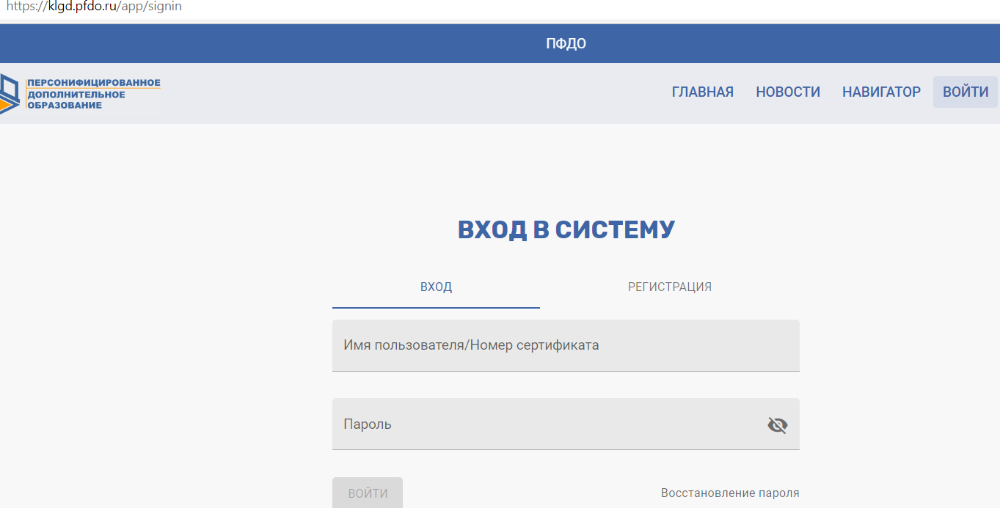 https://klgd.pfdo.ru/app/signin
ПФДО
ПЕРСОНИФИЦИРОВАННОЕ
ДОПОЛНИТЕЛЬНОЕ
ОБРАЗОВАНИЕ
ГЛАВНАЯ НОВОСТИ НАВИГАТОР ВОЙТИ
ВХОД В СИСТЕМУ
ВХОД РЕГИСТРАЦИЯ
Имя пользователя/Номер сертификата
Пароль
ВОЙТИ Восстановление пароля